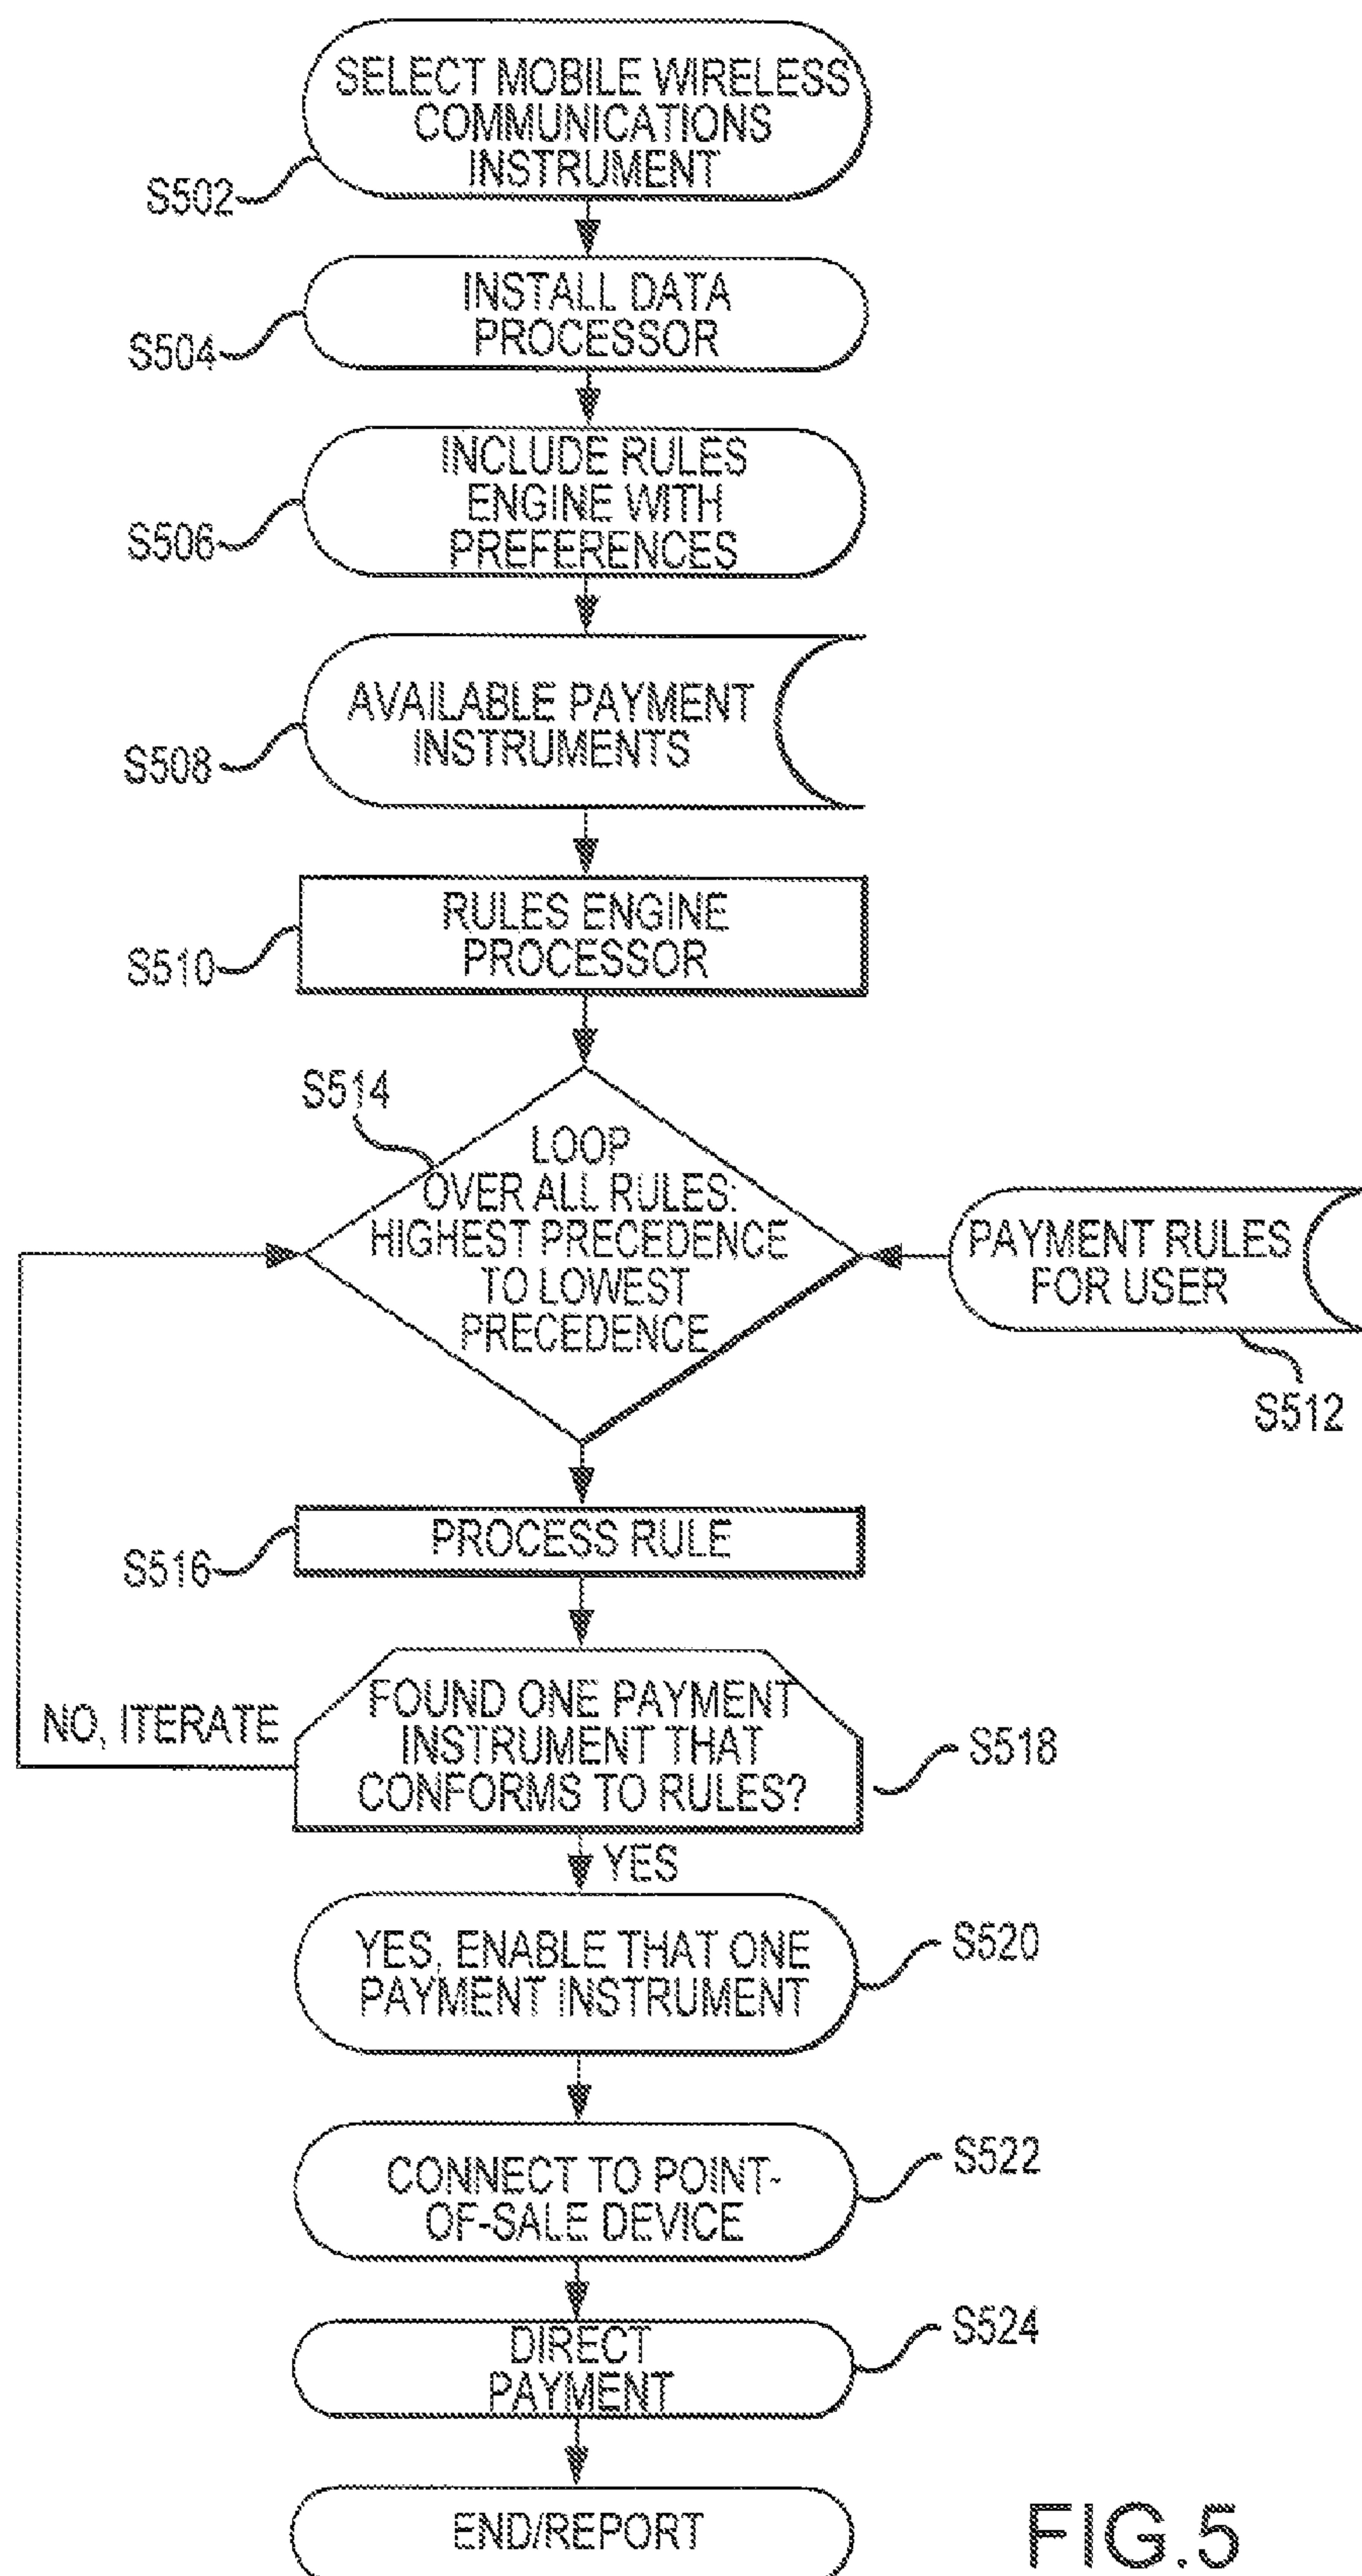 SELECT MOBILE WIRELESS
COMMUNICATIONS
INSTRUMENT
S502
INSTALL DATA
PROCESSOR
S504
INCLUDE RULES
ENGINE WITH
PREFERENCES
S506
AVAILABLE PAYMENT
INSTRUMENTS
S508
RULES ENGINE
PROCESSOR
S510
S514
LOOP
OVER ALL RULES:
HIGHEST PRECEDENCE
TO LOWEST
PRECEDENCE
PAYMENT RULES
FOR USER
S512
PROCESS RULE
S516
NO, ITERATE
FOUND ONE PAYMENT
INSTRUMENT THAT
CONFORMS TO RULES?
S518
YES
YES, ENABLE THAT ONE
PAYMENT INSTRUMENT
S520
CONNECT TO POINT-
OF-SALE DEVICE
S522
DIRECT
PAYMENT
S524
END/REPORT
FIG.5